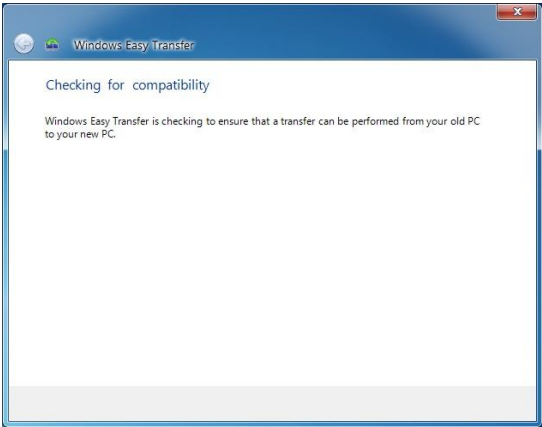 Windows Easy Transfer
Checking for compatibility
Windows Easy Transfer is checking to ensure that a transfer can be performed from your old PC
to your new PC.